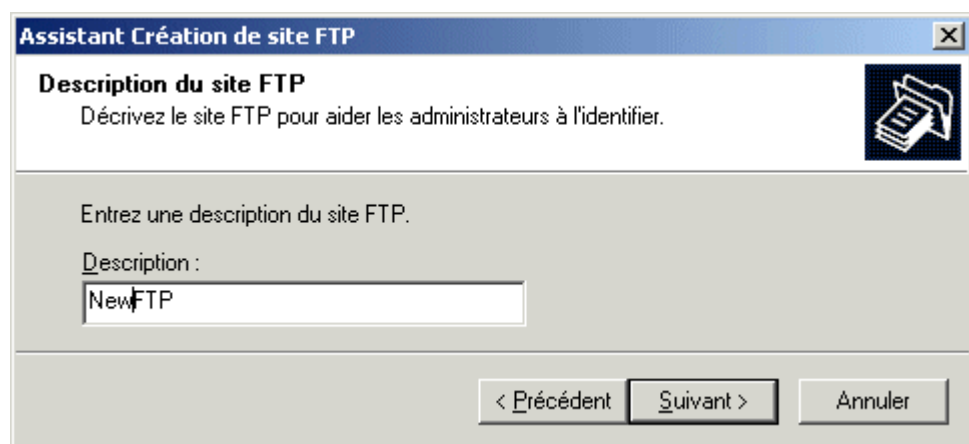 Assistant Création de site FTP
Description du site FTP
Décrivez le site FTP pour aider les administrateurs à l'identifier.
Entrez une description du site FTP.
Description :
NewFTP
< Précédent Suivant > Annuler